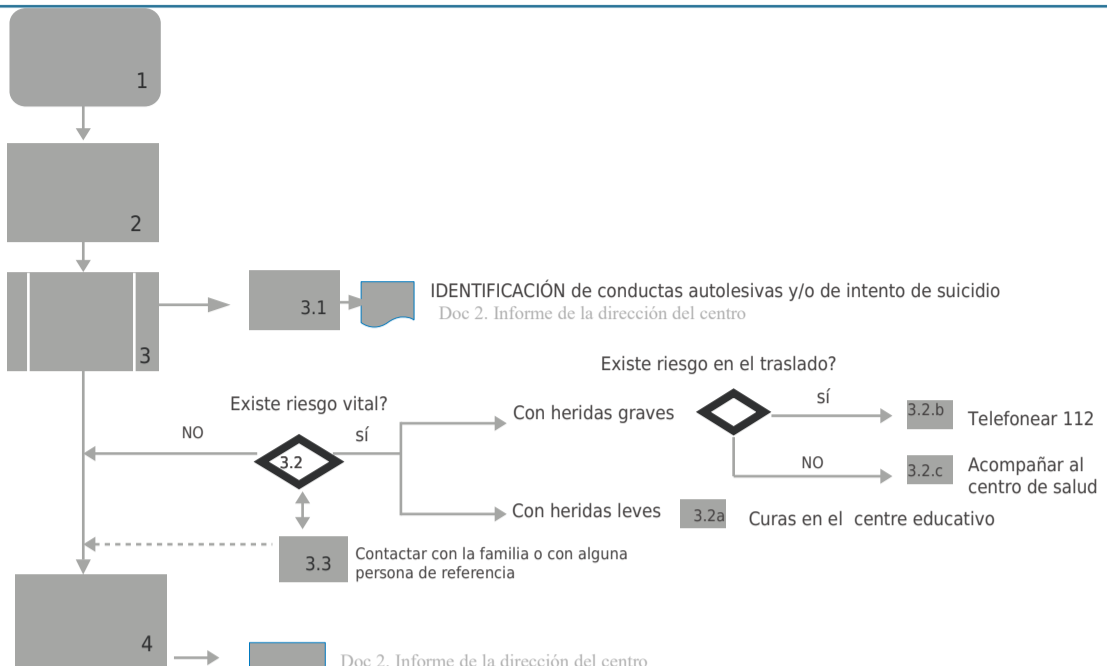 1
2
3
3.1
IDENTIFICACIÓN de conductas autolesivas y/o de intento de suicidio
Doc 2. Informe de la dirección del centro
Existe riesgo en el traslado?
Existe riesgo vital?
NO
sí
3.2
Con heridas graves
sí
3.2.b
Telefonear 112
NO
3.2.c
Acompañar al
centro de salud
Con heridas leves
3.2a
Curas en el centre educativo
3.3
Contactar con la familia o con alguna
persona de referencia
4
Doc 2. Informe de la dirección del centro